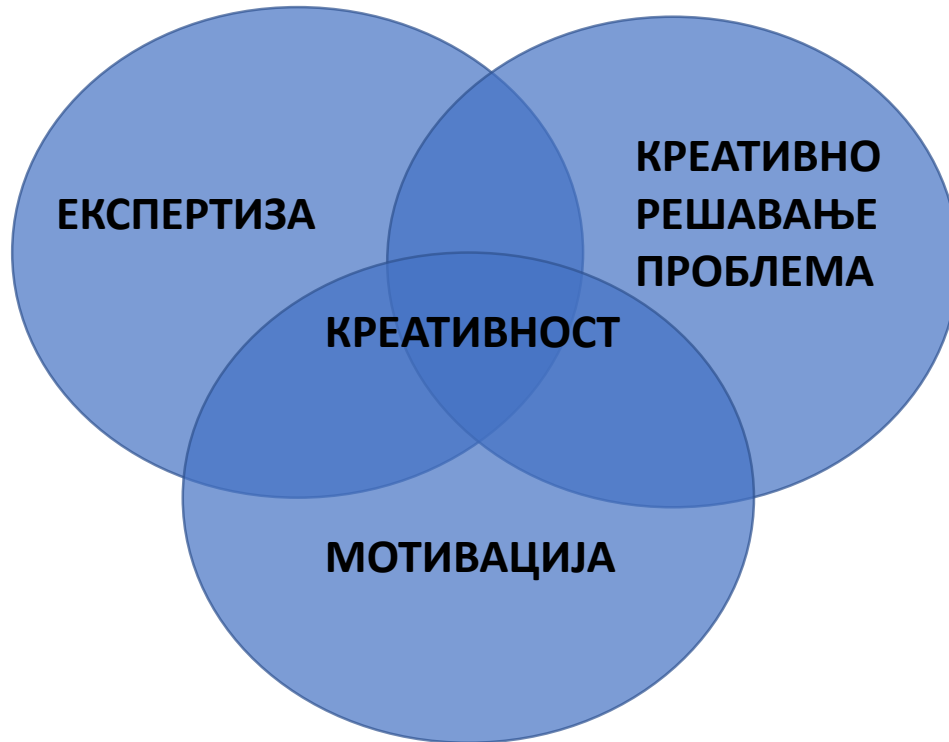 ЕКСПЕРТИЗА
КРЕАТИВНО
РЕШАВАЊЕ
ПРОБЛЕМА
КРЕАТИВНОСТ
МОТИВАЦИЈА